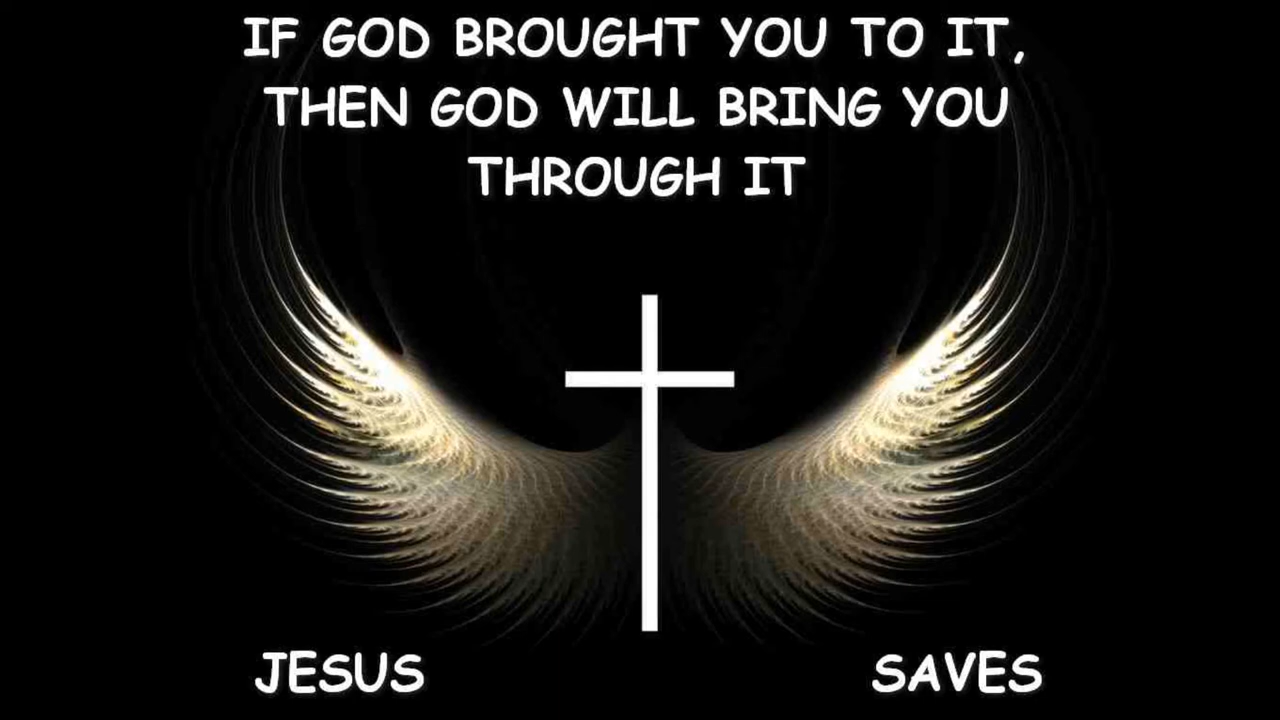 IF GOD BROUGHT YOU TO IT,
THEN GOD WILL BRING YOU
THROUGH IT
JESUS SAVES